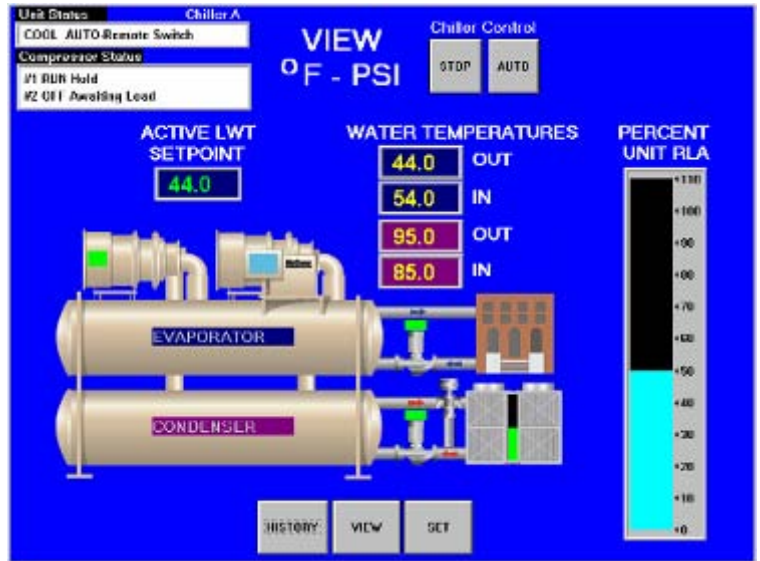 Unit Status Chiller A
COOL AUTO-Remote Switch
Compressor Status
#1 RUN Hold
#2 OFF Awaiting Load
VIEW
°F - PSI
Chiller Control
STOP AUTO
ACTIVE LWT
SETPOINT
44.0
WATER TEMPERATURES
44.0 OUT
54.0 IN
95.0 OUT
85.0 IN
PERCENT
UNIT RLA
+110
+100
+90
+80
+70
+60
+50
+40
+30
+20
+10
+0
EVAPORATOR
CONDENSER
HISTORY VIEW SET